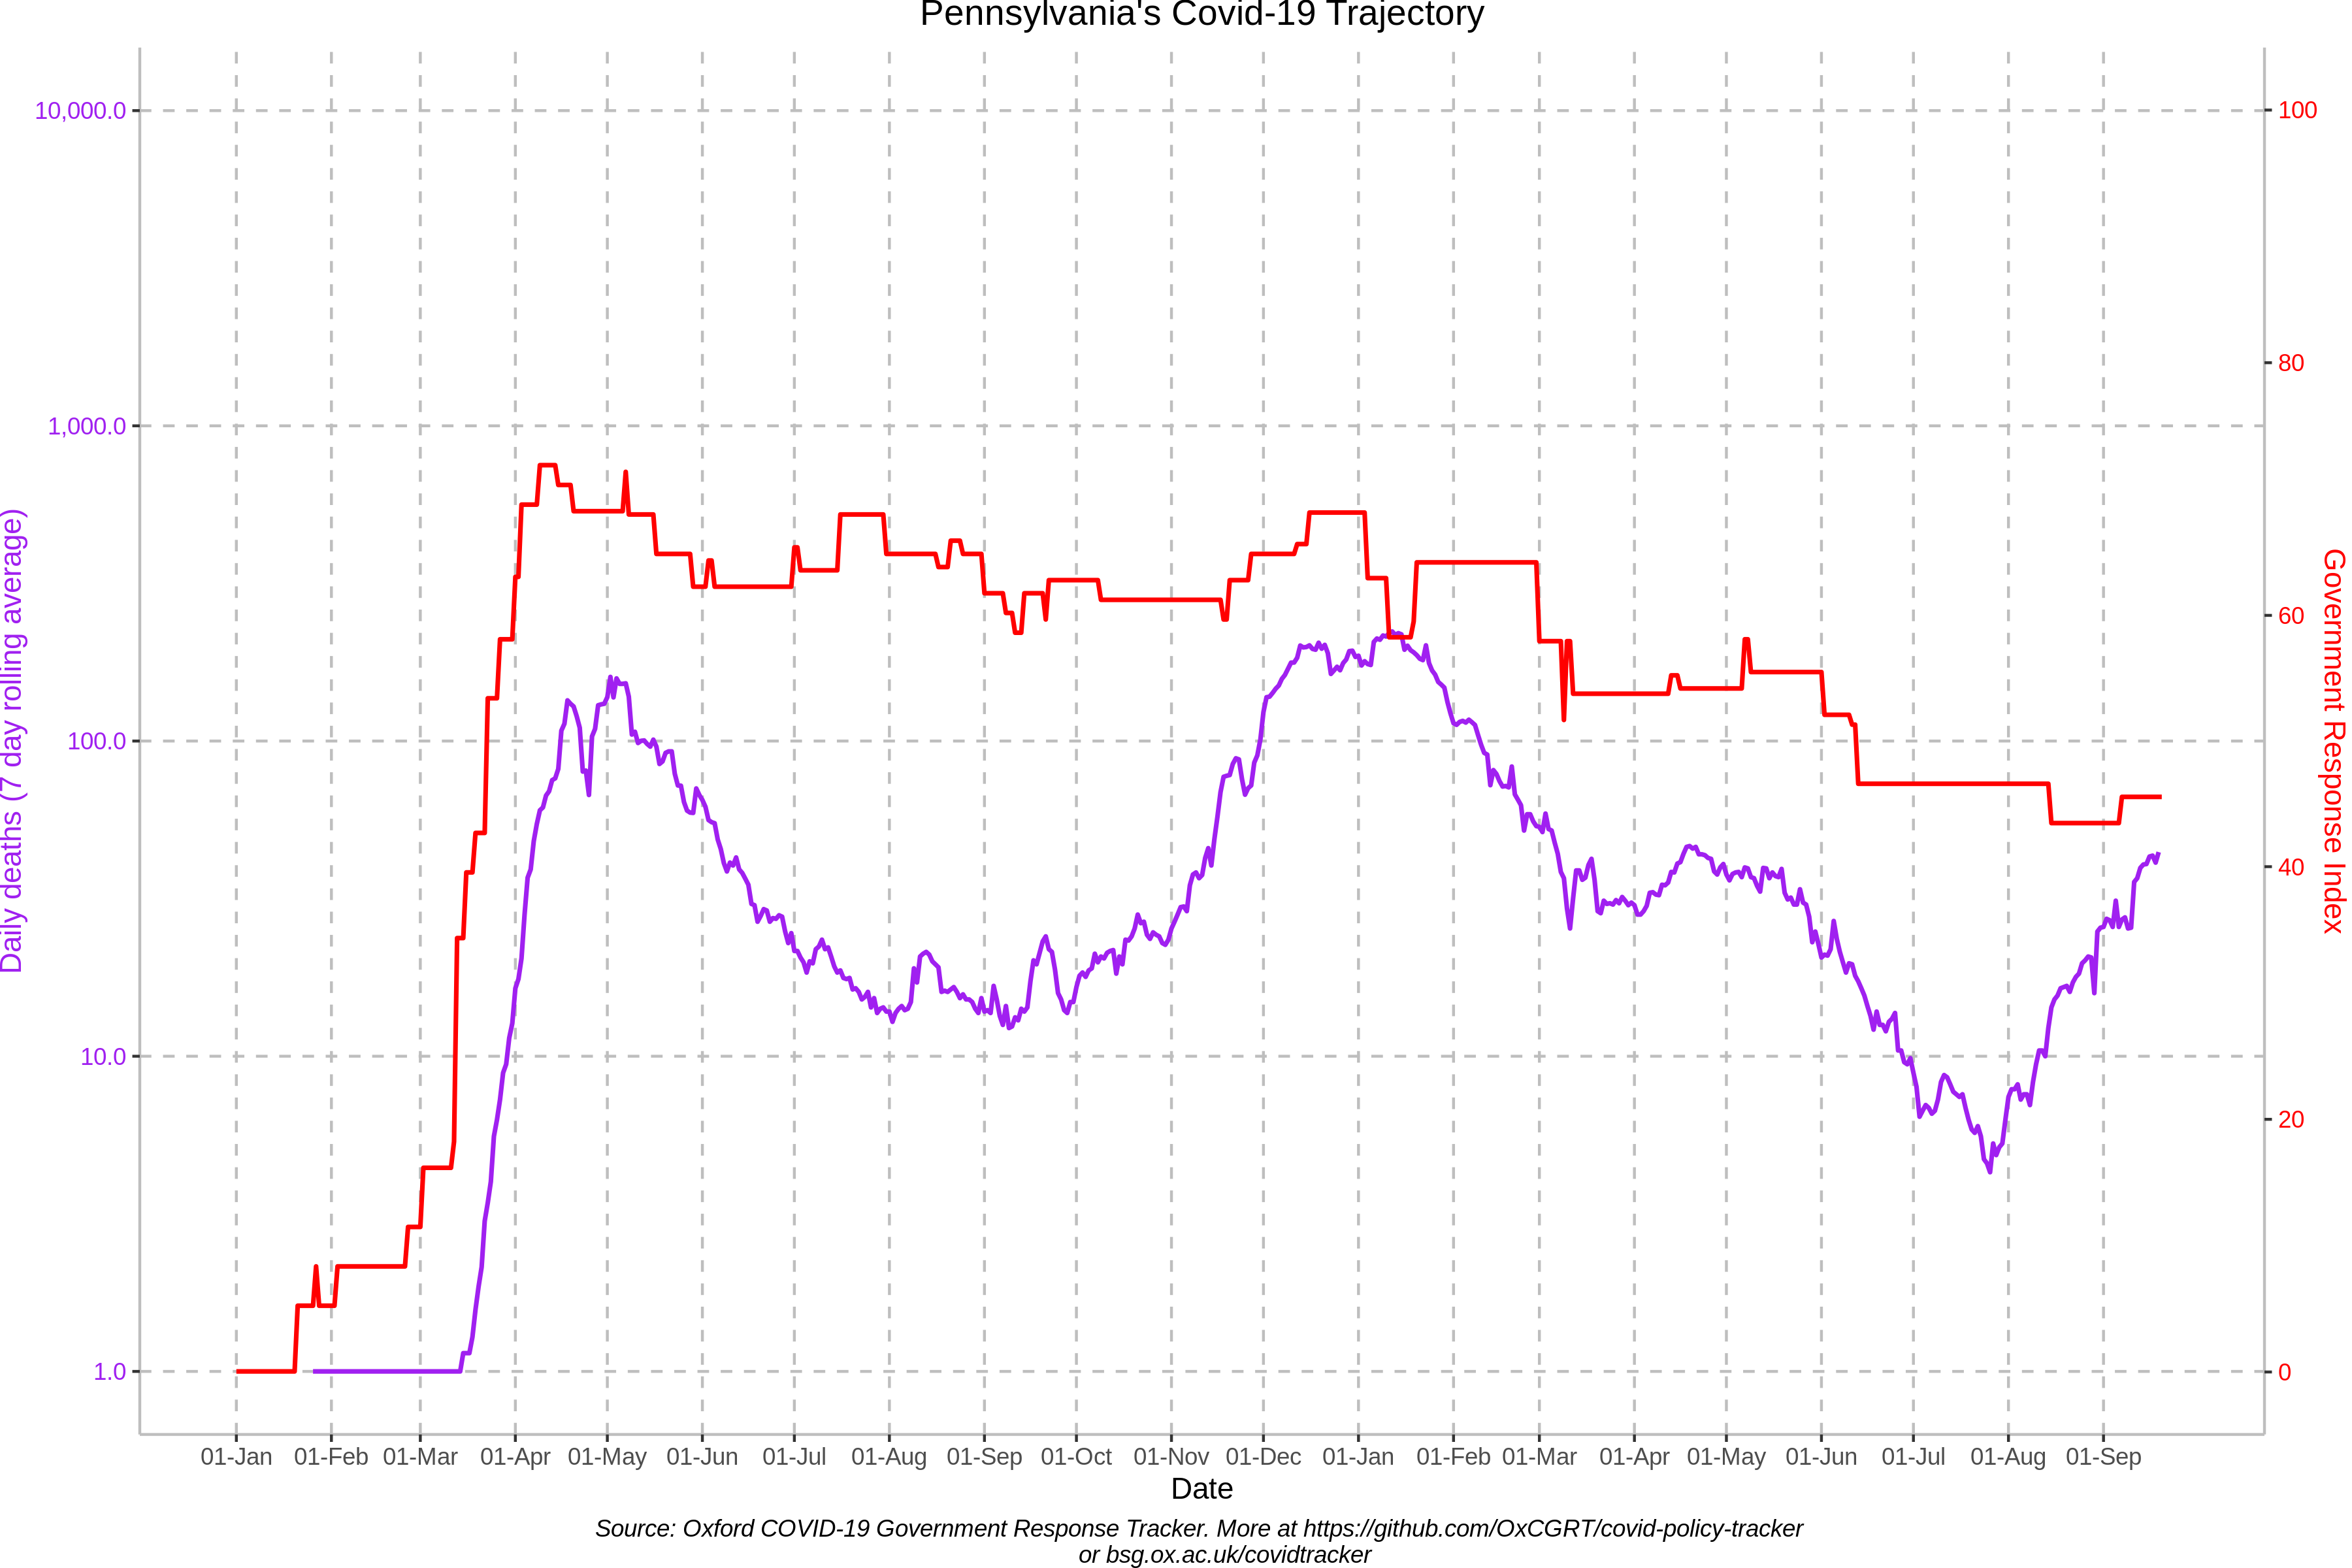 Pennsylvania's Covid-19 Trajectory
10,000.0
1,000.0
100.0
10.0
1.0
Daily deaths (7 day rolling average)
100
80
60
40
20
0
Government Response Index
01-Jan 01-Feb 01-Mar 01-Apr 01-May 01-Jun 01-Jul 01-Aug 01-Sep 01-Oct 01-Nov 01-Dec 01-Jan 01-Feb 01-Mar 01-Apr 01-May 01-Jun 01-Jul 01-Aug 01-Sep
Date
Source: Oxford COVID-19 Government Response Tracker. More at https://github.com/OxCGRT/covid-policy-tracker
or bsg.ox.ac.uk/covidtracker